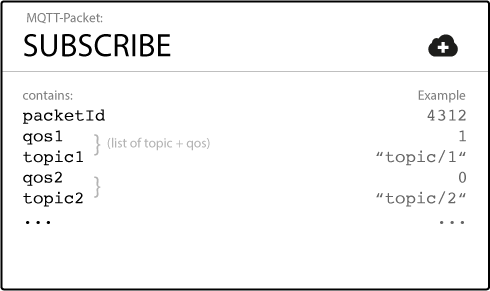 MQTT-Packet:
SUBSCRIBE
contains: Example
packetId 4312
qos1 1
} (list of topic + qos)
topic1 “topic/1“
qos2 0
}
topic2 “topic/2“
... ...